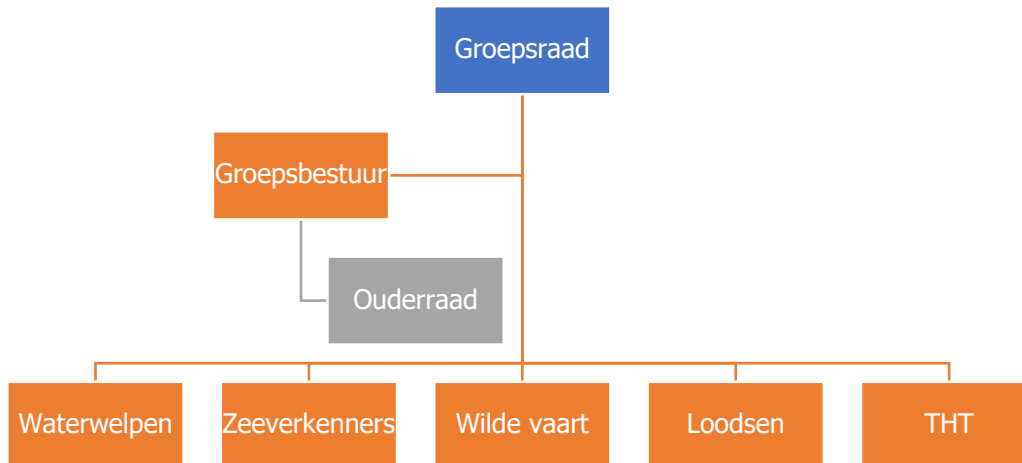 Groepsraad
Groepsbestuur
Ouderraad
Waterwelpen
Zeeverkenners
Wilde vaart
Loodsen
THT